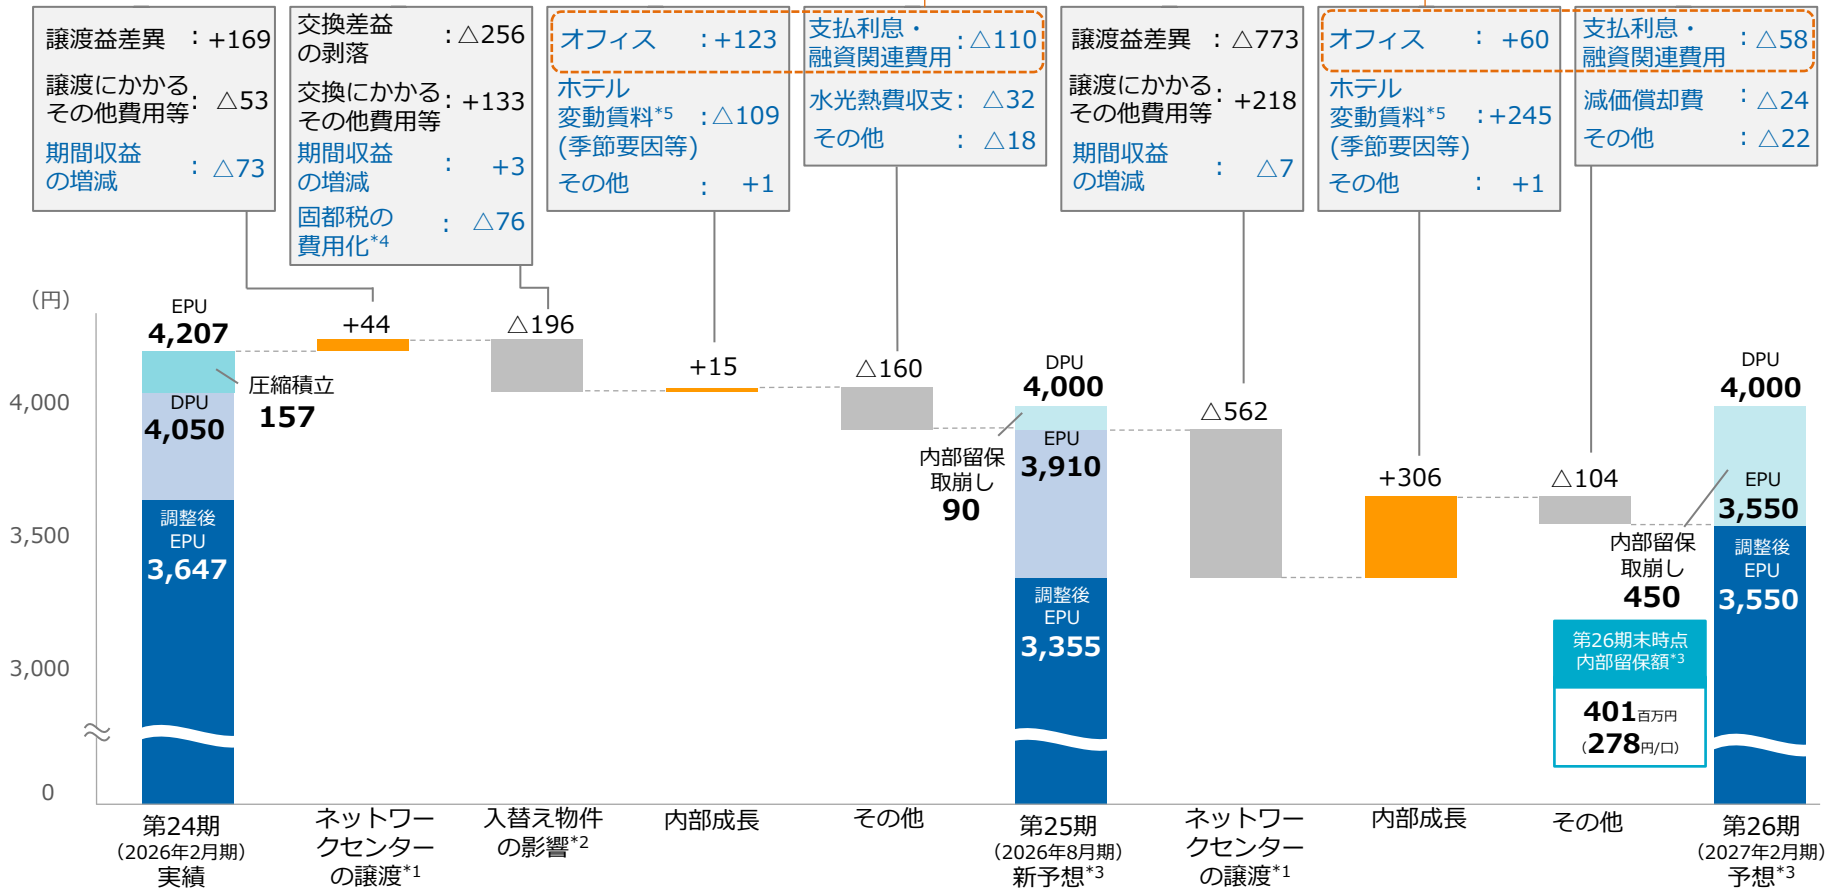 譲渡益差異 : +169
譲渡にかかる
その他費用等 : △53
期間収益
の増減 : △73
交換差益
の剥落 : △256
交換にかかる
その他費用等 : +133
期間収益
の増減 : +3
固都税の
費用化*4 : △76
オフィス : +123
ホテル
変動賃料*5 : △109
(季節要因等)
その他 : +1
支払利息・
融資関連費用 : △110
水光熱費収支 : △32
その他 : △18
譲渡益差異 : △773
譲渡にかかる
その他費用等 : +218
期間収益
の増減 : △7
オフィス : +60
ホテル
変動賃料*5 : +245
(季節要因等)
その他 : +1
支払利息・
融資関連費用 : △58
減価償却費 : △24
その他 : △22
（円）
4,000
3,500
3,000
0
EPU
4,207
圧縮積立
157
DPU
4,050
調整後
EPU
3,647
+44
△196
+15
△160
DPU
4,000
内部留保
取崩し
90
EPU
3,910
調整後
EPU
3,355
△562
+306
△104
DPU
4,000
EPU
3,550
内部留保
取崩し
450
調整後
EPU
3,550
第26期末時点
内部留保額*3
401百万円
（278円/口）
第24期
（2026年2月期）
実績
ネットワー
クセンター
の譲渡*1
入替え物件
の影響*2
内部成長
その他
第25期
（2026年8月期）
新予想*3
ネットワー
クセンター
の譲渡*1
内部成長
その他
第26期
（2027年2月期）
予想*3